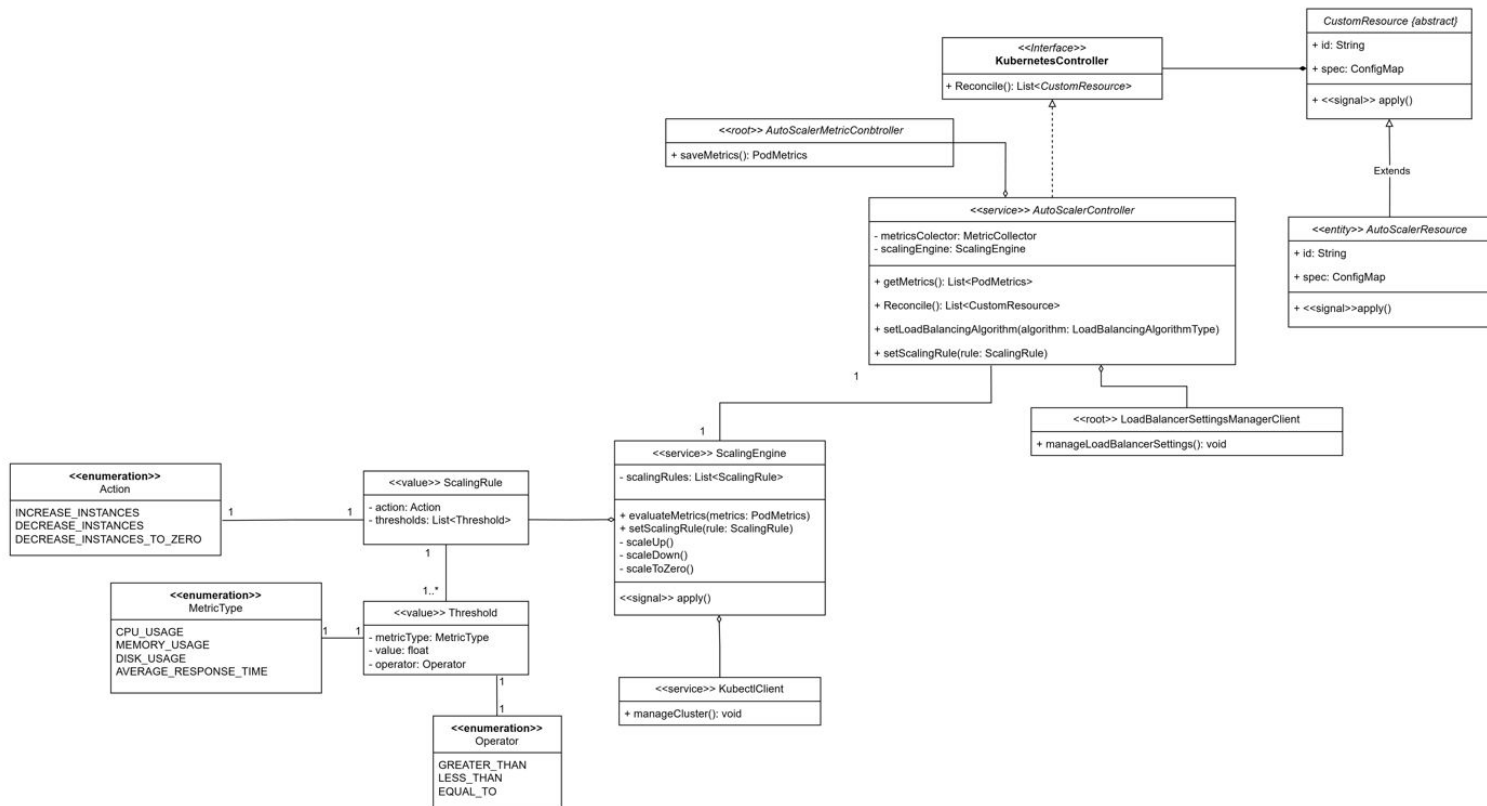 CustomResource {abstract}
+ id: String
+ spec: ConfigMap
+ <<signal>> apply()
<<Interface>>
KubernetesController
+ Reconcile(): List<CustomResource>
<<root>> AutoScalerMetricConbtroller
+ saveMetrics(): PodMetrics
Extends
<<service>> AutoScalerController
- metricsColector: MetricCollector
- scalingEngine: ScalingEngine
+ getMetrics(): List<PodMetrics>
+ Reconcile(): List<CustomResource>
+ setLoadBalancingAlgorithm(algorithm: LoadBalancingAlgorithmType)
+ setScalingRule(rule: ScalingRule)
<<entity>> AutoScalerResource
+ id: String
+ spec: ConfigMap
+ <<signal>>apply()
1
1
<<root>> LoadBalancerSettingsManagerClient
+ manageLoadBalancerSettings(): void
<<service>> ScalingEngine
- scalingRules: List<ScalingRule>
+ evaluateMetrics(metrics: PodMetrics)
+ setScalingRule(rule: ScalingRule)
- scaleUp()
- scaleDown()
- scaleToZero()
<<signal>> apply()
<<enumeration>>
Action
INCREASE_INSTANCES
DECREASE_INSTANCES
DECREASE_INSTANCES_TO_ZERO
1
1
<<value>> ScalingRule
- action: Action
- thresholds: List<Threshold>
1
1..*
<<enumeration>>
MetricType
CPU_USAGE
MEMORY_USAGE
DISK_USAGE
AVERAGE_RESPONSE_TIME
1
1
<<value>> Threshold
- metricType: MetricType
- value: float
- operator: Operator
1
1
<<service>> KubectlClient
+ manageCluster(): void
<<enumeration>>
Operator
GREATER_THAN
LESS_THAN
EQUAL_TO